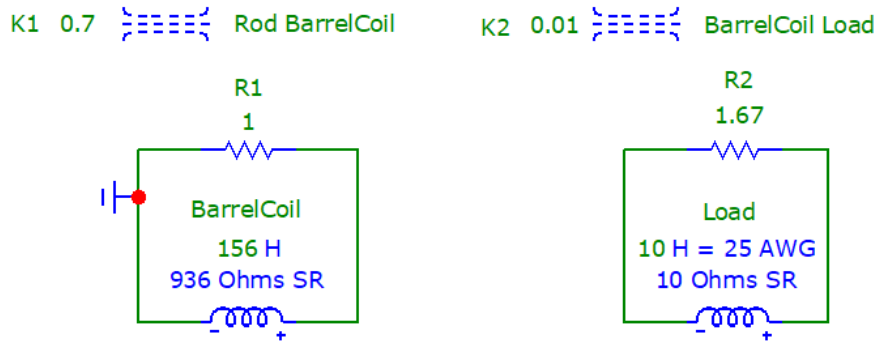 K1 0.7 Rod BarrelCoil
K2 0.01 BarrelCoil Load
R1
1
BarrelCoil
156 H
936 Ohms SR
- +
R2
1.67
Load
10 H = 25 AWG
10 Ohms SR
- +